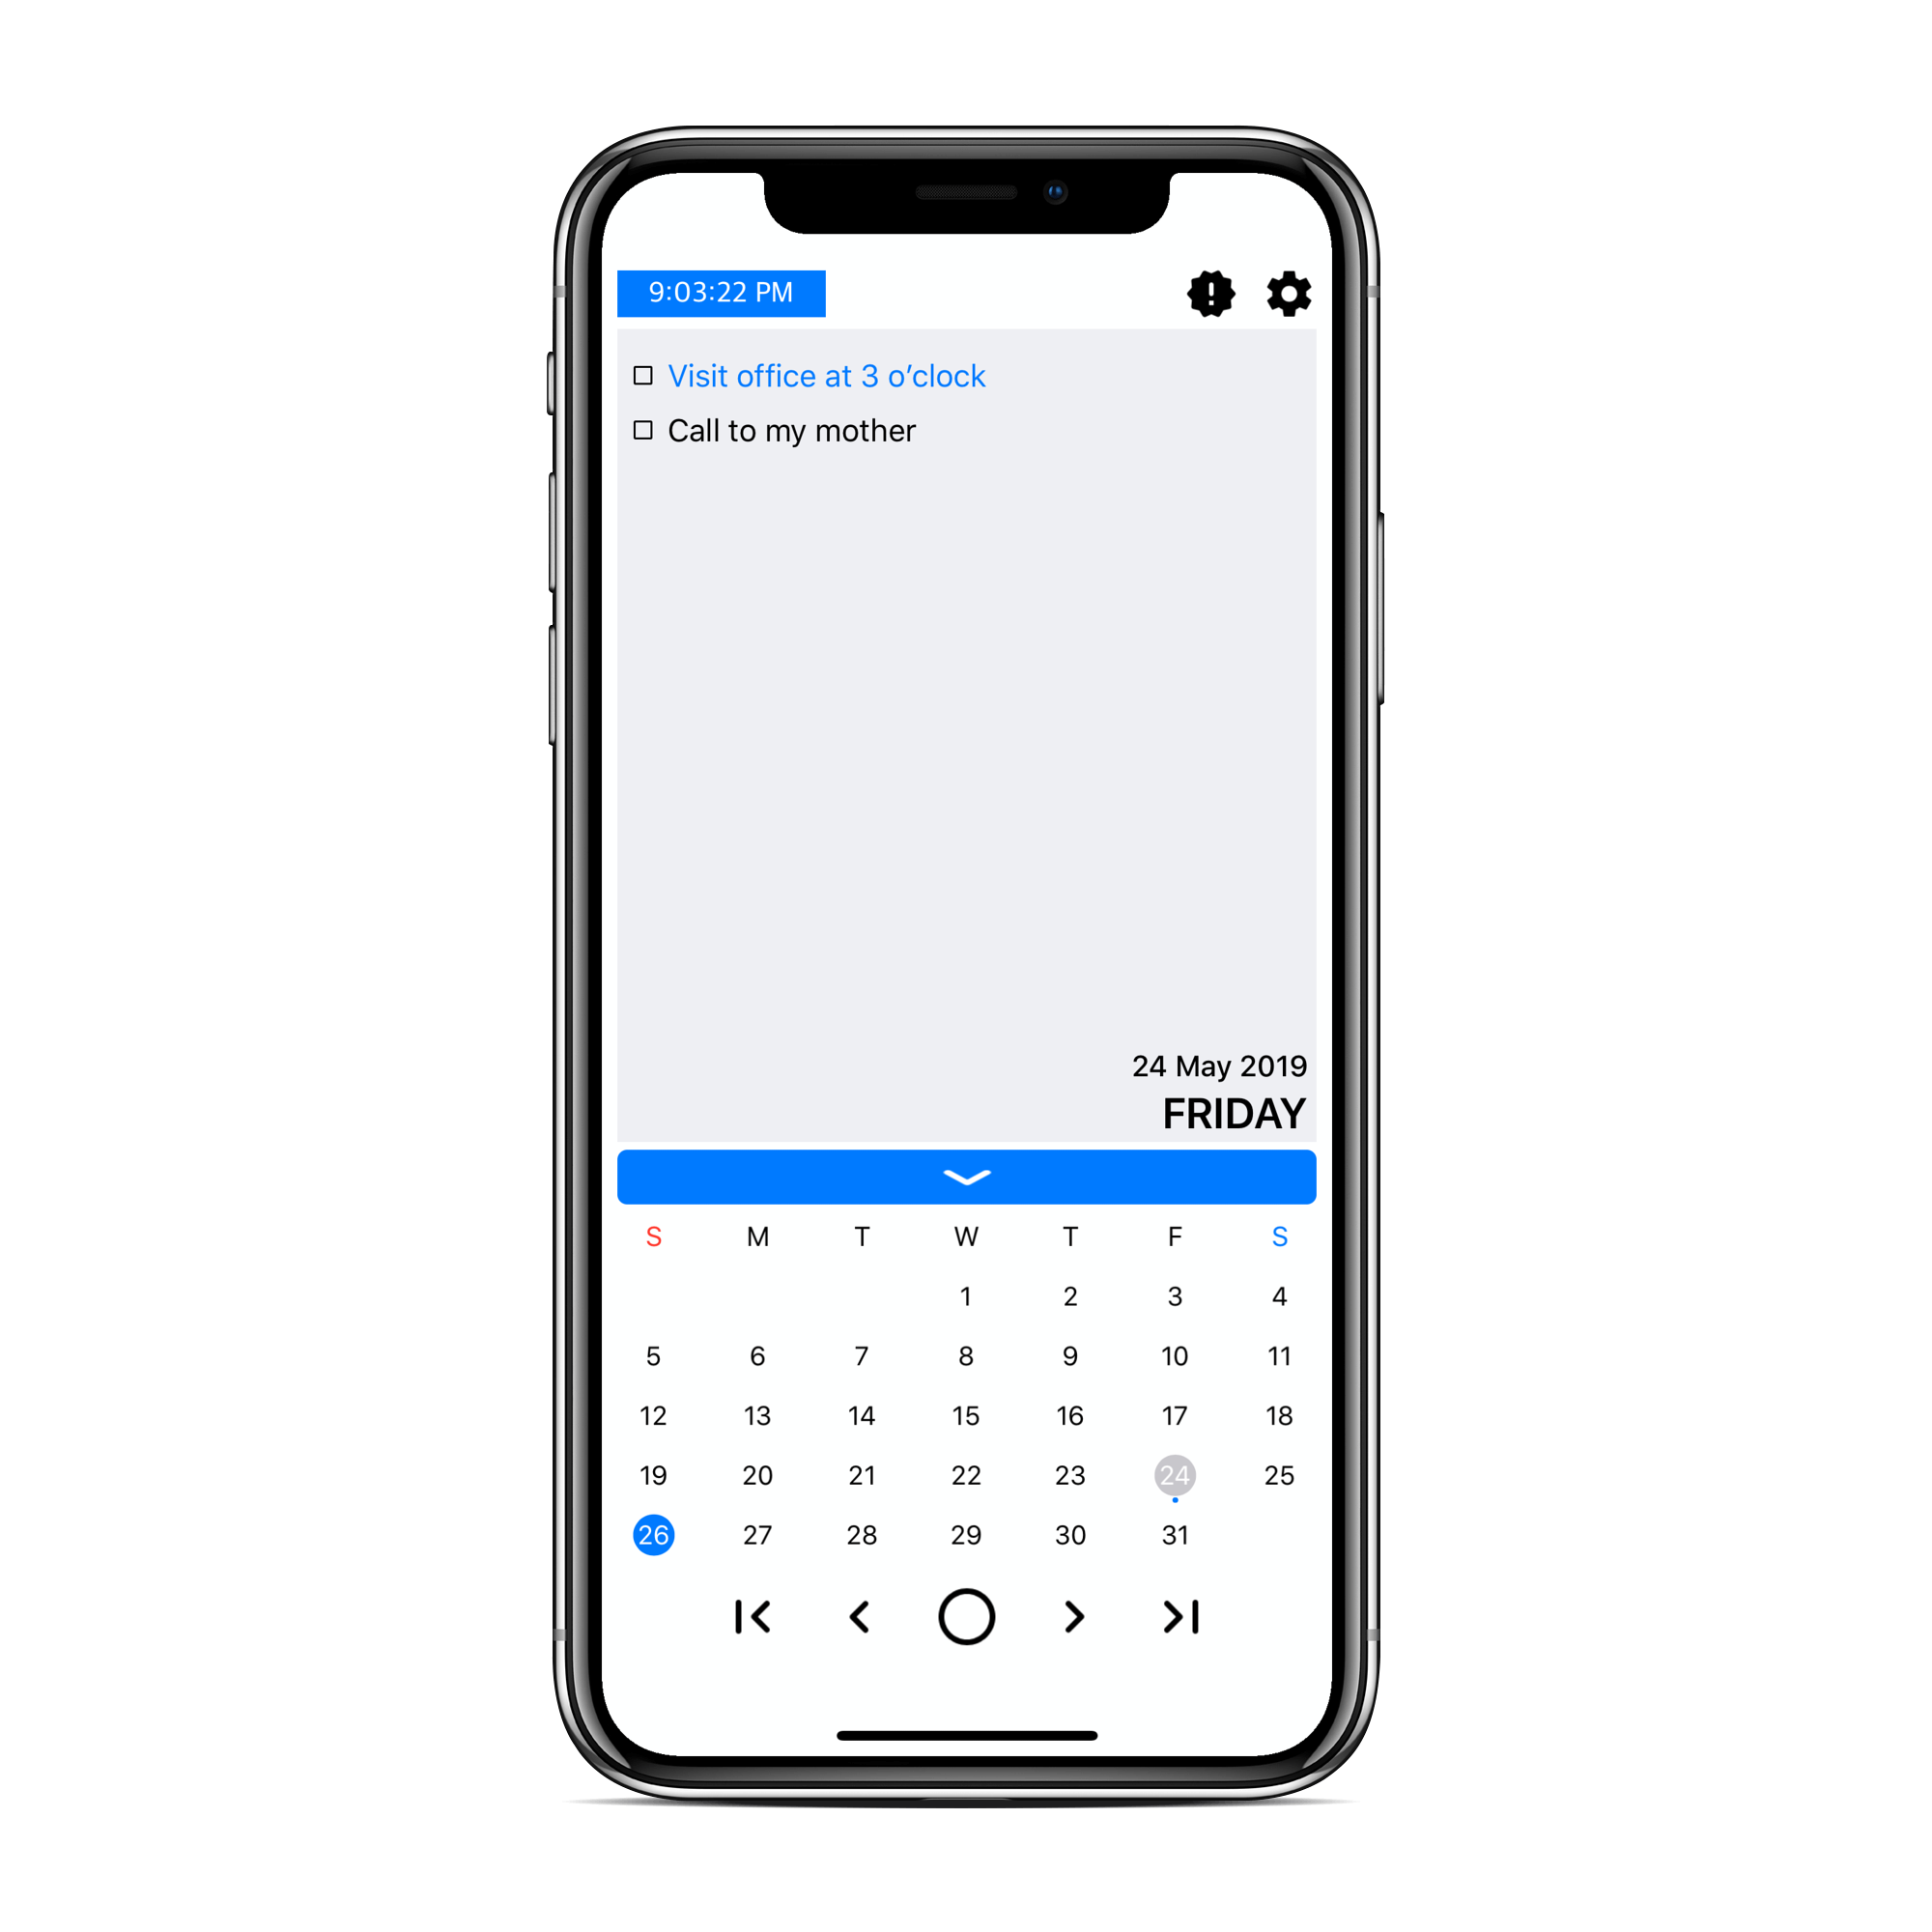 9:03:22 PM
Visit office at 3 o’clock
Call to my mother
24 May 2019
FRIDAY
S M T W T F S
1 2 3 4
5 6 7 8 9 10 11
12 13 14 15 16 17 18
19 20 21 22 23 24 25
26 27 28 29 30 31